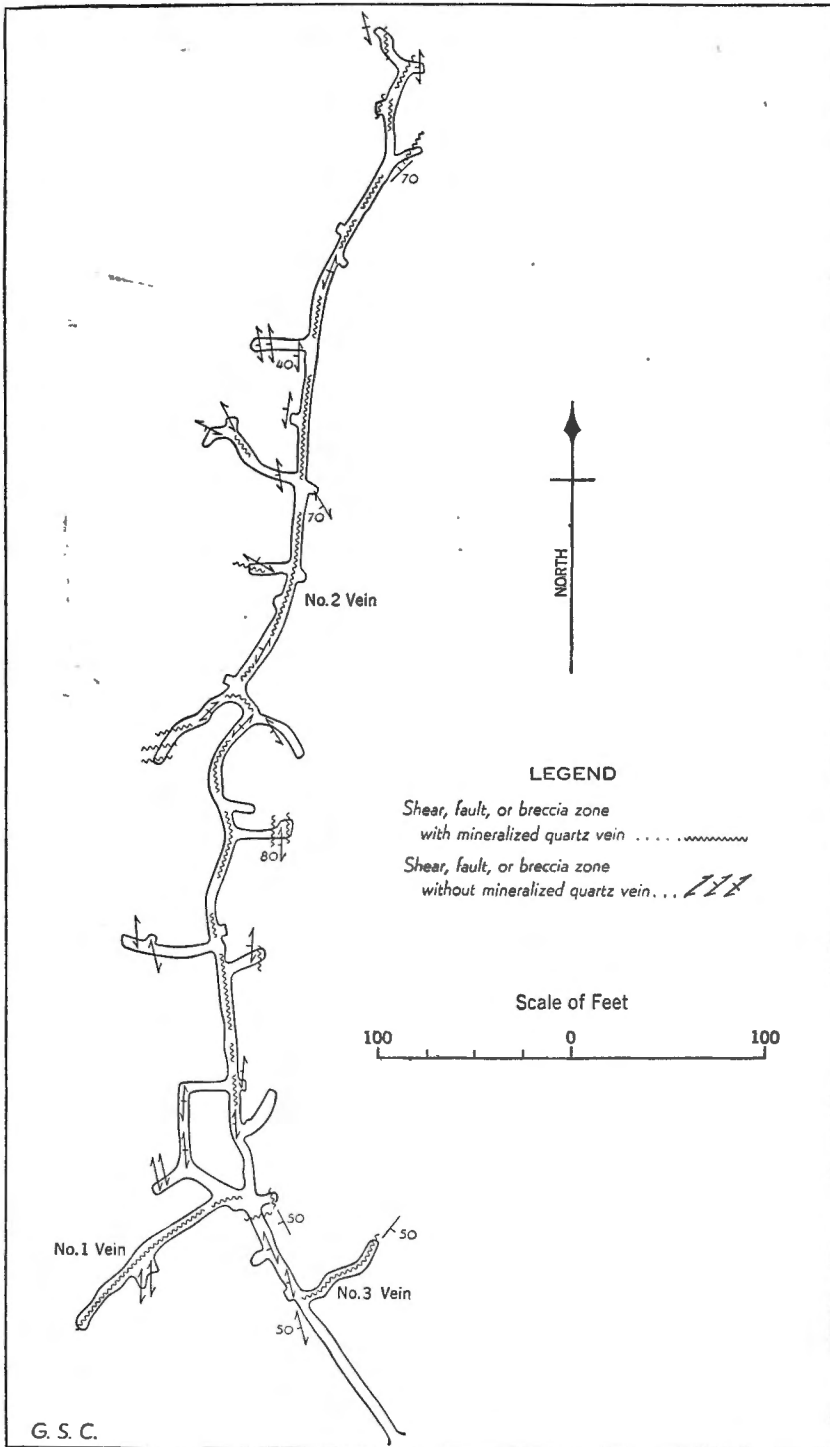 70
40
70
No. 2 Vein
NORTH
LEGEND
Shear, fault, or breccia zone
with mineralized quartz vein .....
Shear, fault, or breccia zone
without mineralized quartz vein...
80
Scale of Feet
100 0 100
50
50
No. 1 Vein
No. 3 Vein
50
G. S. C.